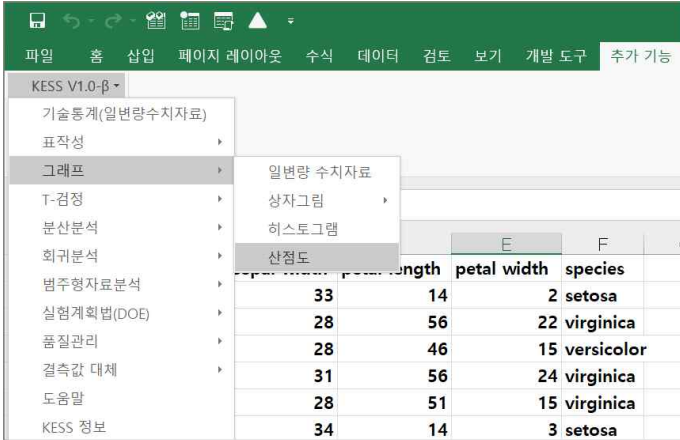 파일 홈 삽입 페이지 레이아웃 수식 데이터 검토 보기 개발 도구 추가 기능
KESS V1.0-β
기술통계(일변량수치자료)
표작성
그래프
T-검정
분산분석
회귀분석
범주형자료분석
실험계획법(DOE)
품질관리
결측값 대체
도움말
KESS 정보
일변량 수치자료
상자그림
히스토그램
산점도
E F
petal width species
33 14 2 setosa
28 56 22 virginica
28 46 15 versicolor
31 56 24 virginica
28 51 15 virginica
34 14 3 setosa